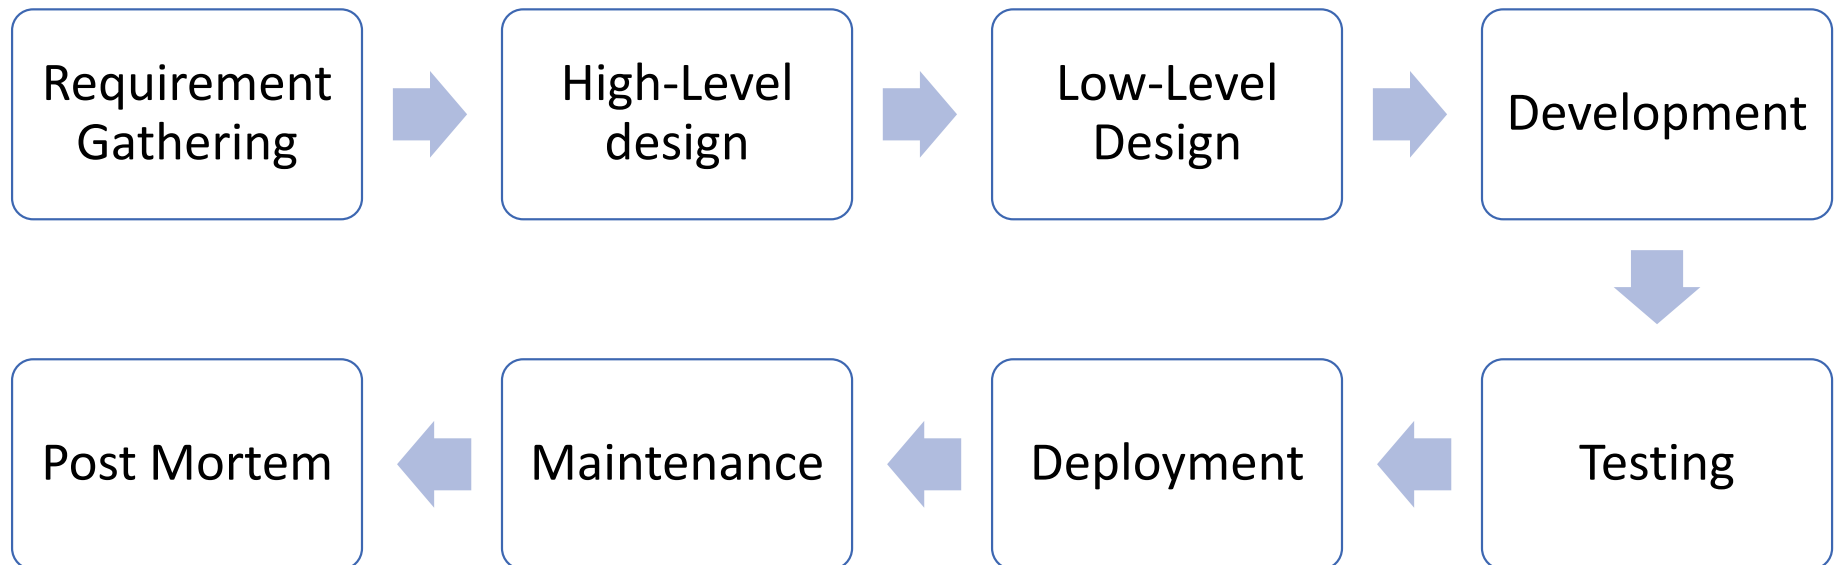 Requirement
Gathering
High-Level
design
Low-Level
Design
Development
Post Mortem
Maintenance
Deployment
Testing